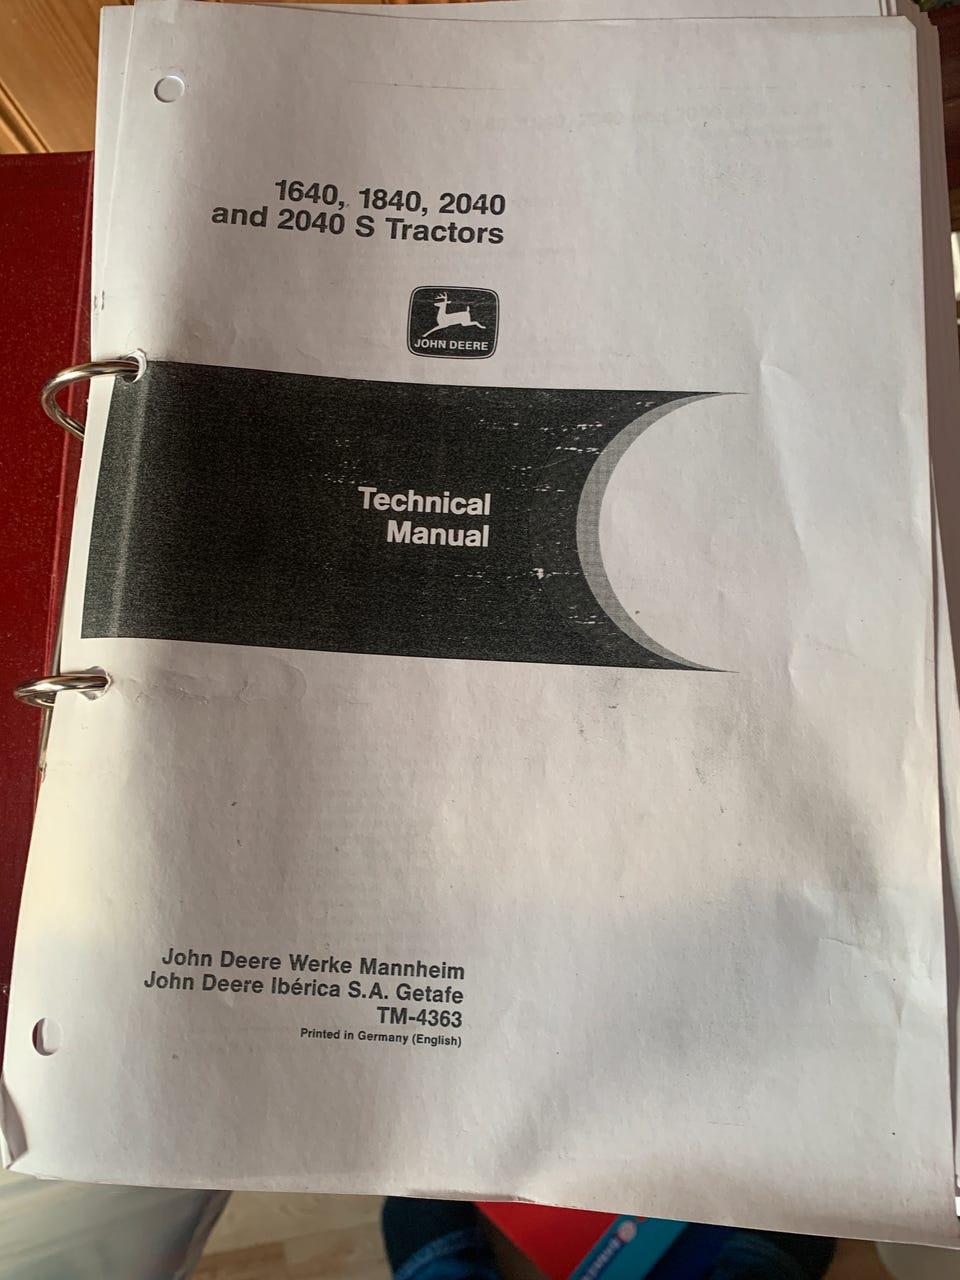 1640, 1840, 2040
and 2040 S Tractors
JOHN DEERE
Technical
Manual
John Deere Werke Mannheim
John Deere Ibérica S.A. Getafe
TM-4363
Printed in Germany (English)